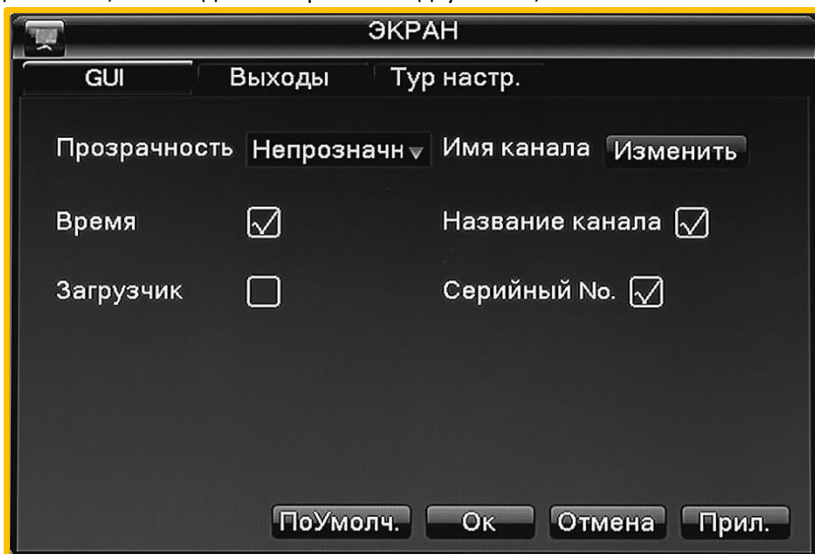 ЭКРАН
GUI Выходы Тур настр.
Прозрачность Непрозначн Имя канала Изменить
Время Название канала
Загрузчик Серийный No.
ПоУмолч. Ок Отмена Прил.